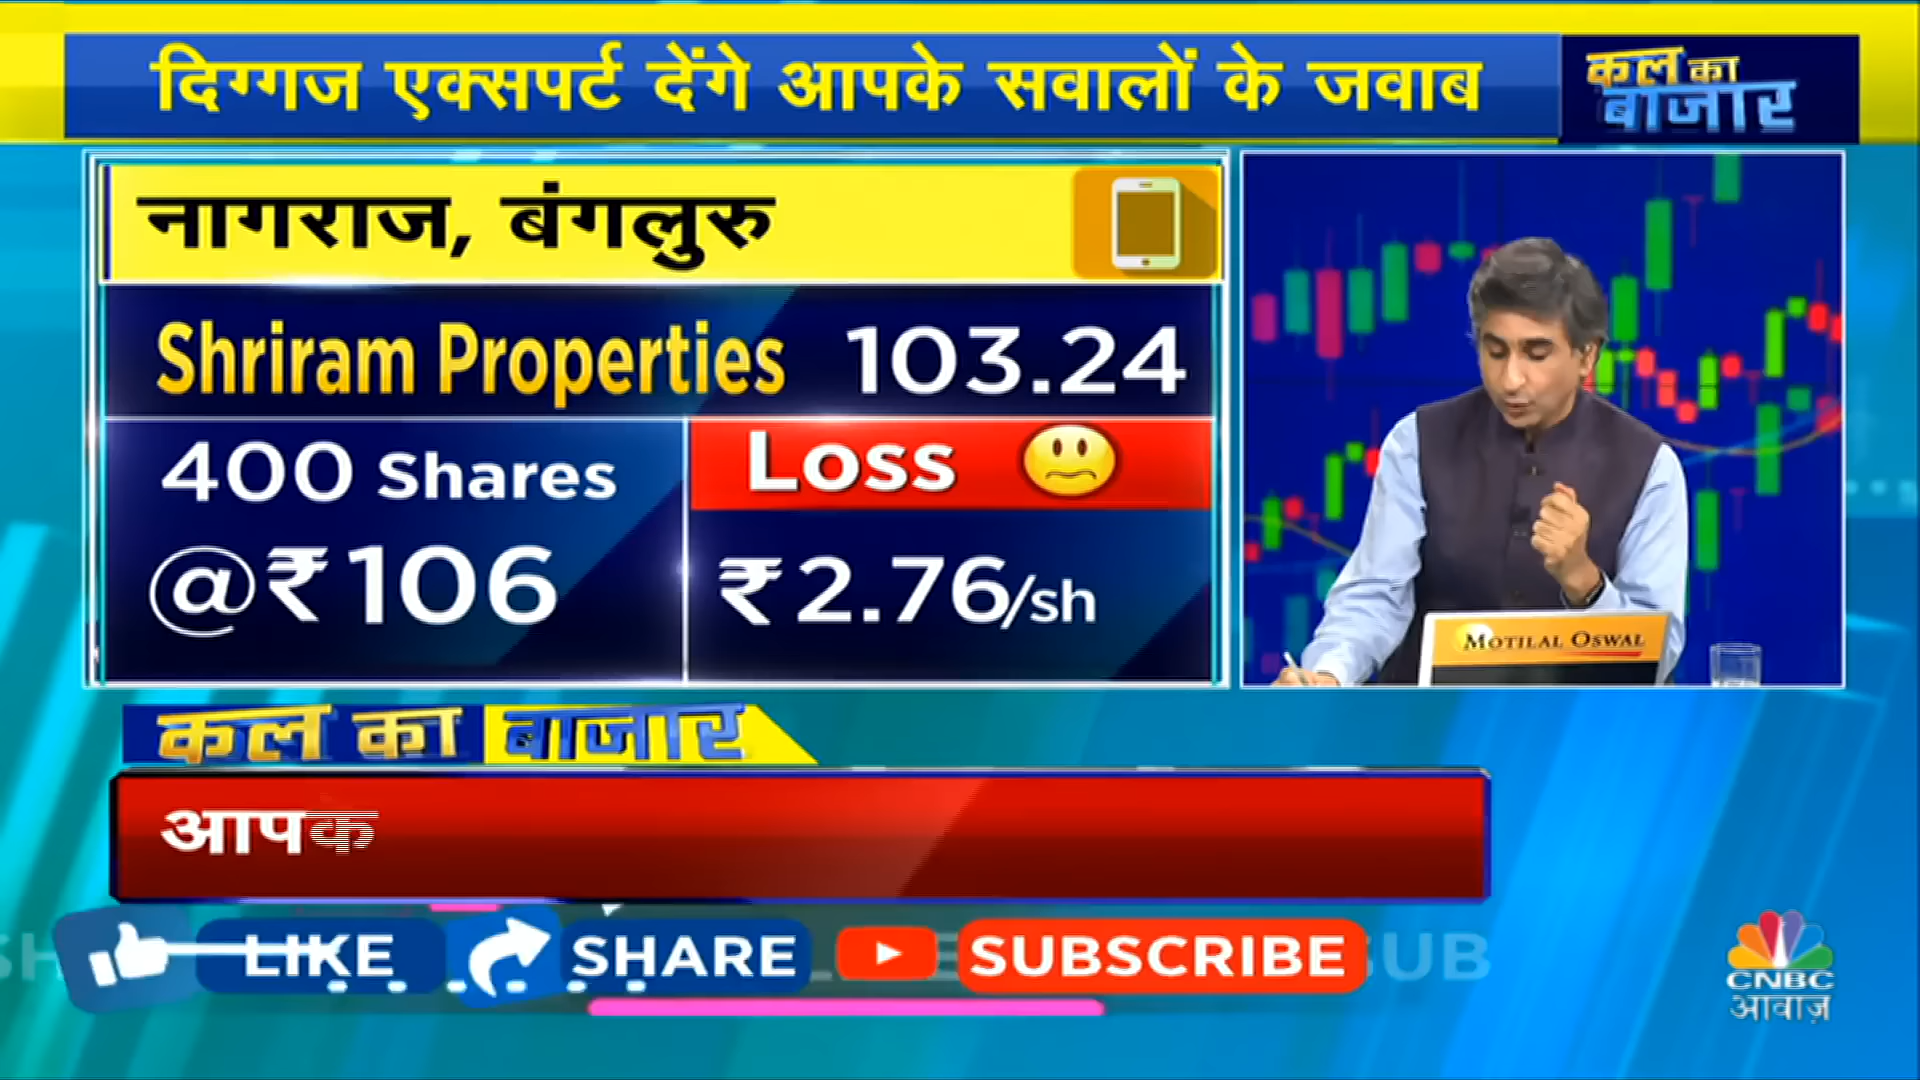 दिग्गज एक्सपर्ट देंगे आपके सवालों के जवाब
कल का
बाजार
नागराज, बंगलुरु
Shriram Properties 103.24
400 Shares
@₹106
Loss
₹2.76/sh
MOTILAL OSWAL
कल का बाजार
आपके
LIKE SHARE SUBSCRIBE SUB
CNBC
आवाज़